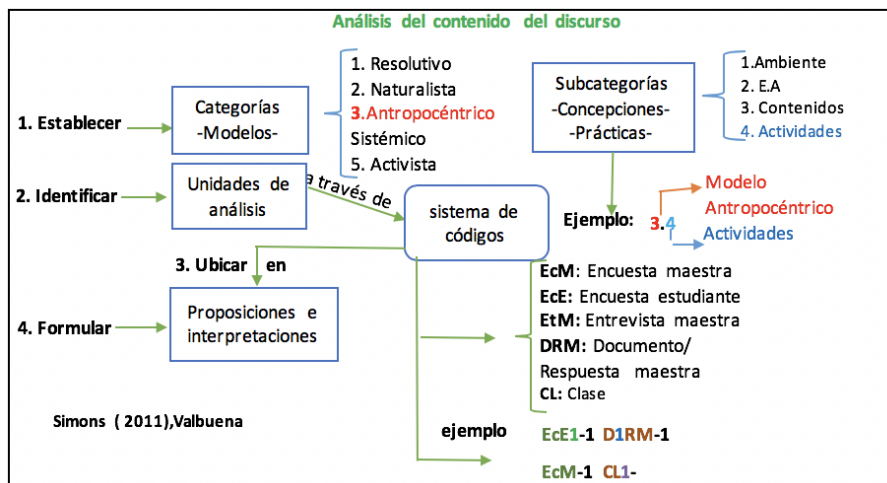 Análisis del contenido del discurso
1. Establecer
Categorías
-Modelos-
1. Resolutivo
2. Naturalista
3.Antropocéntrico
Sistémico
5. Activista
Subcategorías
-Concepciones-
-Prácticas-
1.Ambiente
2. E.A
3. Contenidos
4. Actividades
2. Identificar
Unidades de
análisis
a través de
sistema de
códigos
Ejemplo: 3.4
Modelo
Antropocéntrico
Actividades
3. Ubicar en
4. Formular
Proposiciones e
interpretaciones
EcM: Encuesta maestra
EcE: Encuesta estudiante
EtM: Entrevista maestra
DRM: Documento/
Respuesta maestra
CL: Clase
Simons ( 2011),Valbuena
ejemplo
EcE1-1 D1RM-1
EcM-1 CL1-